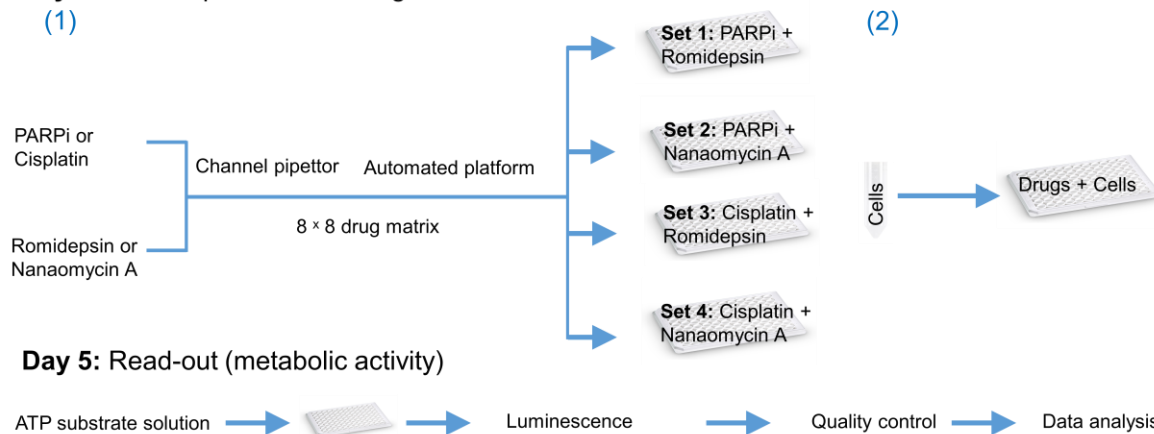 (1)
(2)
PARPi or
Cisplatin
Romidepsin or
Nanaomycin A
Channel pipettor
Automated platform
8 × 8 drug matrix
Set 1: PARPi +
Romidepsin
Set 2: PARPi +
Nanaomycin A
Set 3: Cisplatin +
Romidepsin
Set 4: Cisplatin +
Nanaomycin A
Cells
Drugs + Cells
Day 5: Read-out (metabolic activity)
ATP substrate solution
Luminescence
Quality control
Data analysis